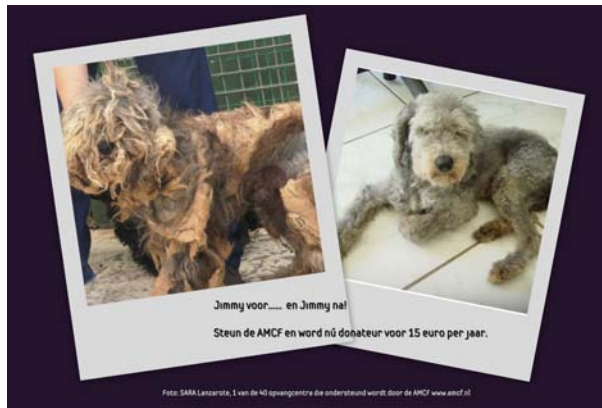 Jimmy voor...... en Jimmy na!
Steun de AMCF en word nú donateur voor 15 euro per jaar.
Foto: SARA Lanzarote, 1 van de 40 opvangcentra die ondersteund wordt door de AMCF www.amcf.nl